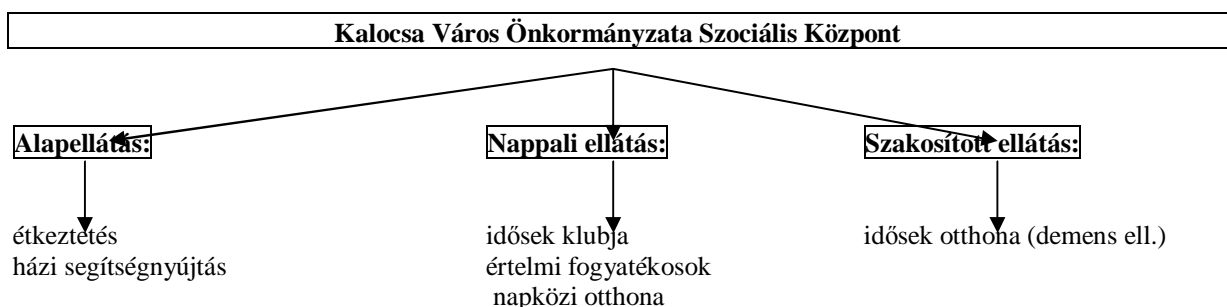 Kalocsa Város Önkormányzata Szociális Központ
Alapellátás:
Nappali ellátás:
Szakosított ellátás:
étkeztetés
házi segítségnyújtás
idősek klubja
értelmi fogyatékosok
napközi otthona
idősek otthona (demens ell.)